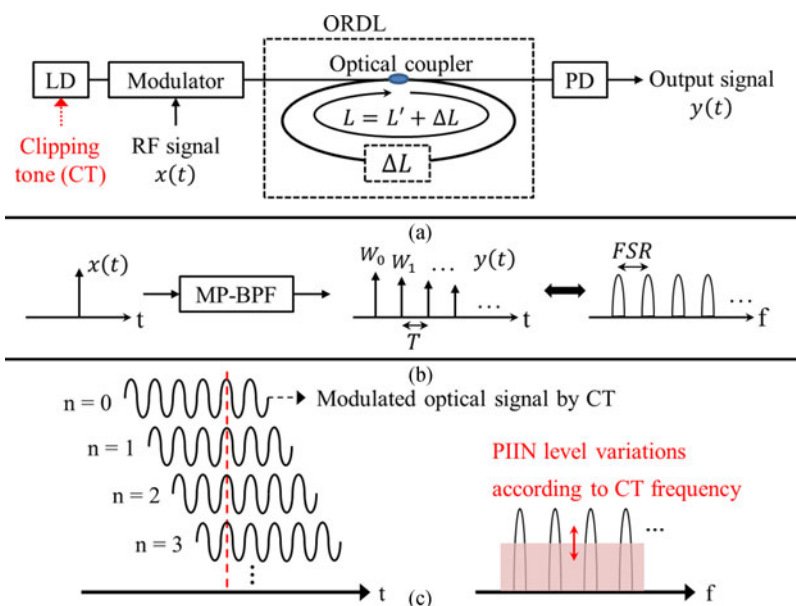 ORDL
Optical coupler
LD
Modulator
PD
Output signal
y(t)
L = L′ + ΔL
ΔL
Clipping
tone (CT)
RF signal
x(t)
(a)
x(t)
t
MP-BPF
W₀
W₁
...
y(t)
...
T
t
FSR
...
f
(b)
n = 0
Modulated optical signal by CT
n = 1
n = 2
n = 3
⋮
t
PIIN level variations
according to CT frequency
...
f
(c)